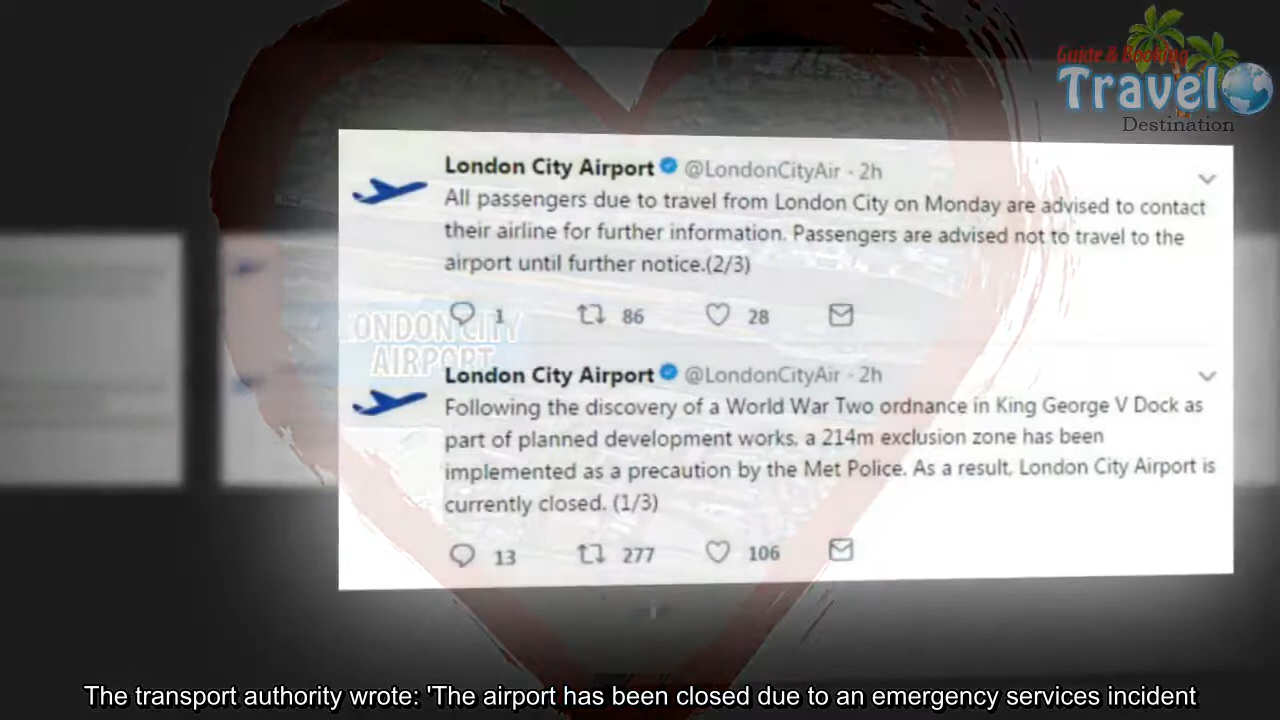 Guide & Booking
Travel
Destination
London City Airport @LondonCityAir · 2h
All passengers due to travel from London City on Monday are advised to contact
their airline for further information. Passengers are advised not to travel to the
airport until further notice.(2/3)
1 86 28
LONDON CITY
AIRPORT
London City Airport @LondonCityAir · 2h
Following the discovery of a World War Two ordnance in King George V Dock as
part of planned development works, a 214m exclusion zone has been
implemented as a precaution by the Met Police. As a result, London City Airport is
currently closed. (1/3)
13 277 106
The transport authority wrote: 'The airport has been closed due to an emergency services incident